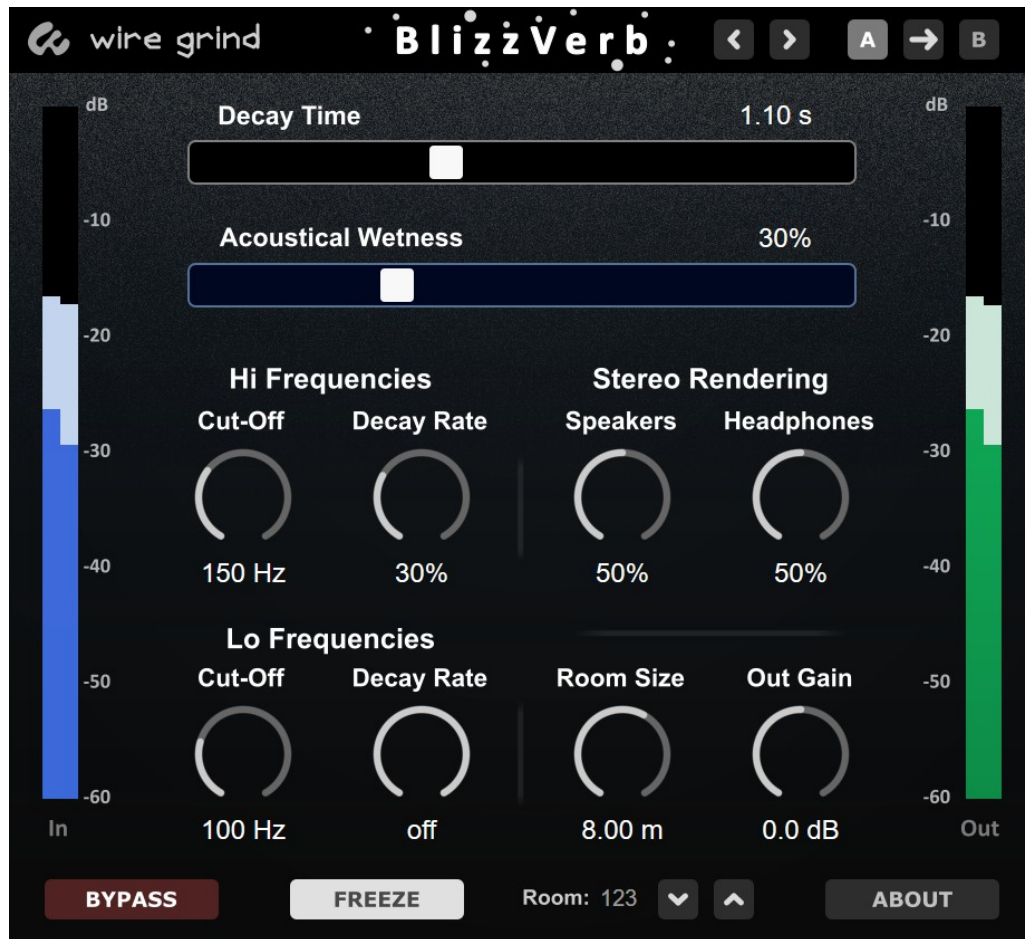 wire grind BlizzVerb < > A → B
dB dB
Decay Time 1.10 s
-10 -10
Acoustical Wetness 30%
-20 -20
Hi Frequencies Stereo Rendering
Cut-Off Decay Rate Speakers Headphones
-30 -30
150 Hz 30% 50% 50%
-40 -40
Lo Frequencies
Cut-Off Decay Rate Room Size Out Gain
-50 -50
-60 -60
In 100 Hz off 8.00 m 0.0 dB Out
BYPASS FREEZE Room: 123 ABOUT